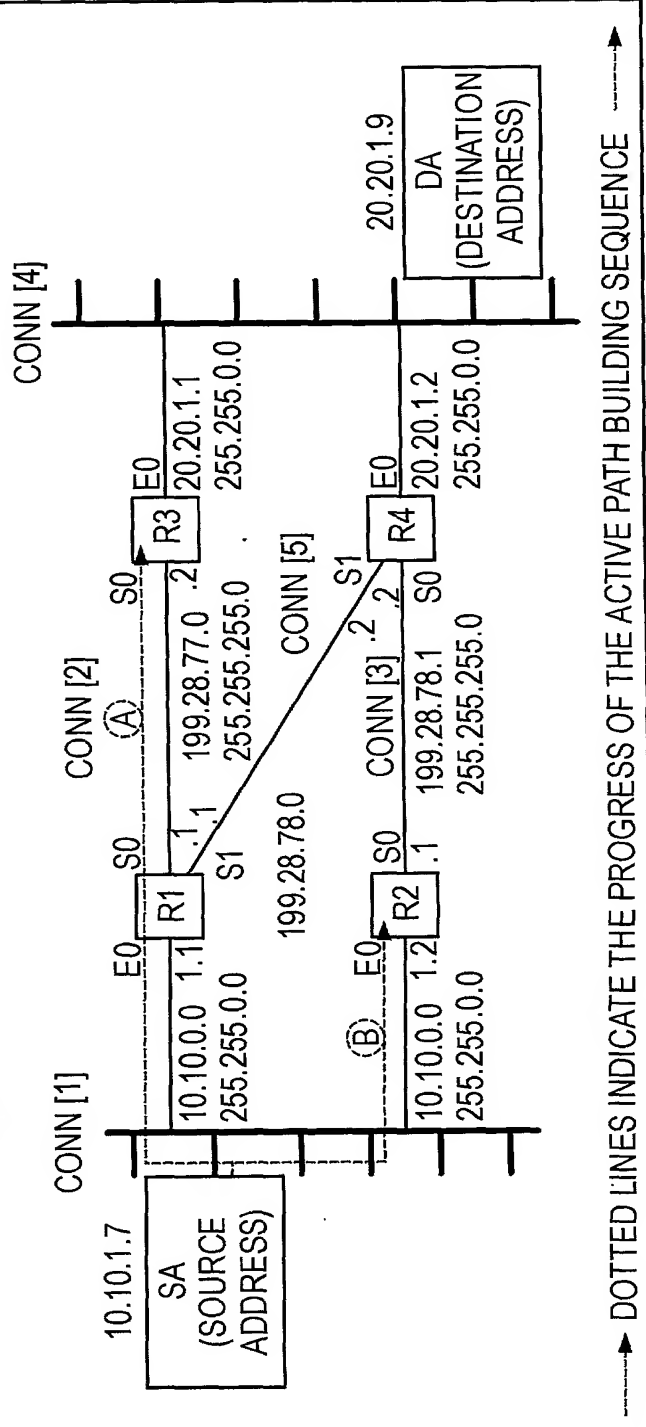 CONN [1]
10.10.1.7
SA
(SOURCE
ADDRESS)
E0
S0
R1
1.1
10.10.0.0
255.255.0.0
.1
.1
S1
CONN [2]
A
199.28.77.0
255.255.255.0
S0
.2
R3
E0
20.20.1.1
255.255.0.0
CONN [4]
199.28.78.0
CONN [5]
B
E0
S0
R2
1.2
10.10.0.0
255.255.0.0
.1
CONN [3]
199.28.78.1
255.255.255.0
S1
.2
.2
S0
R4
E0
20.20.1.2
255.255.0.0
20.20.1.9
DA
(DESTINATION
ADDRESS)
DOTTED LINES INDICATE THE PROGRESS OF THE ACTIVE PATH BUILDING SEQUENCE